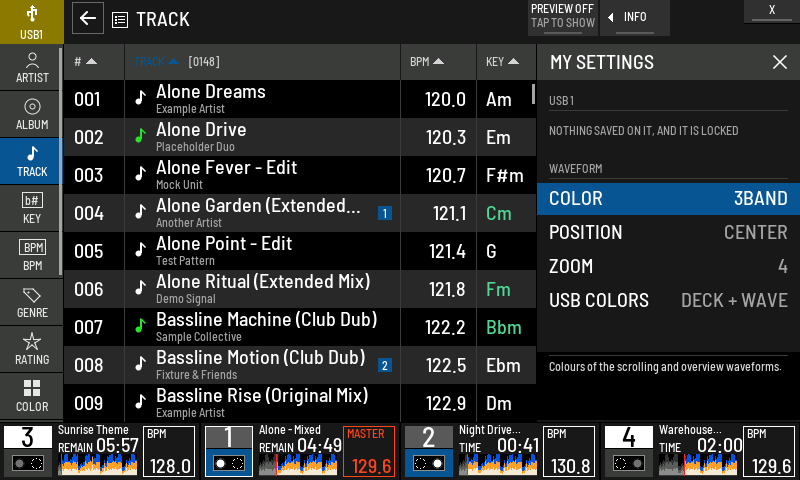 USB1
TRACK
PREVIEW OFF
TAP TO SHOW
INFO
X
ARTIST
ALBUM
TRACK
b#
KEY
BPM
BPM
GENRE
RATING
COLOR
# TRACK [0148] BPM KEY
001 Alone Dreams 120.0 Am
Example Artist
002 Alone Drive 120.3 Em
Placeholder Duo
003 Alone Fever - Edit 120.7 F#m
Mock Unit
004 Alone Garden (Extended... 1 121.1 Cm
Another Artist
005 Alone Point - Edit 121.4 G
Test Pattern
006 Alone Ritual (Extended Mix) 121.8 Fm
Demo Signal
007 Bassline Machine (Club Dub) 122.2 Bbm
Sample Collective
008 Bassline Motion (Club Dub) 2 122.5 Ebm
Fixture & Friends
009 Bassline Rise (Original Mix) 122.9 Dm
Example Artist
MY SETTINGS
USB 1
NOTHING SAVED ON IT, AND IT IS LOCKED
WAVEFORM
COLOR 3BAND
POSITION CENTER
ZOOM 4
USB COLORS DECK + WAVE
Colours of the scrolling and overview waveforms.
3 Sunrise Theme
REMAIN 05:57
BPM
128.0
1 Alone - Mixed
REMAIN 04:49
MASTER
129.6
2 Night Drive...
TIME 00:41
BPM
130.8
4 Warehouse...
TIME 02:00
BPM
129.6